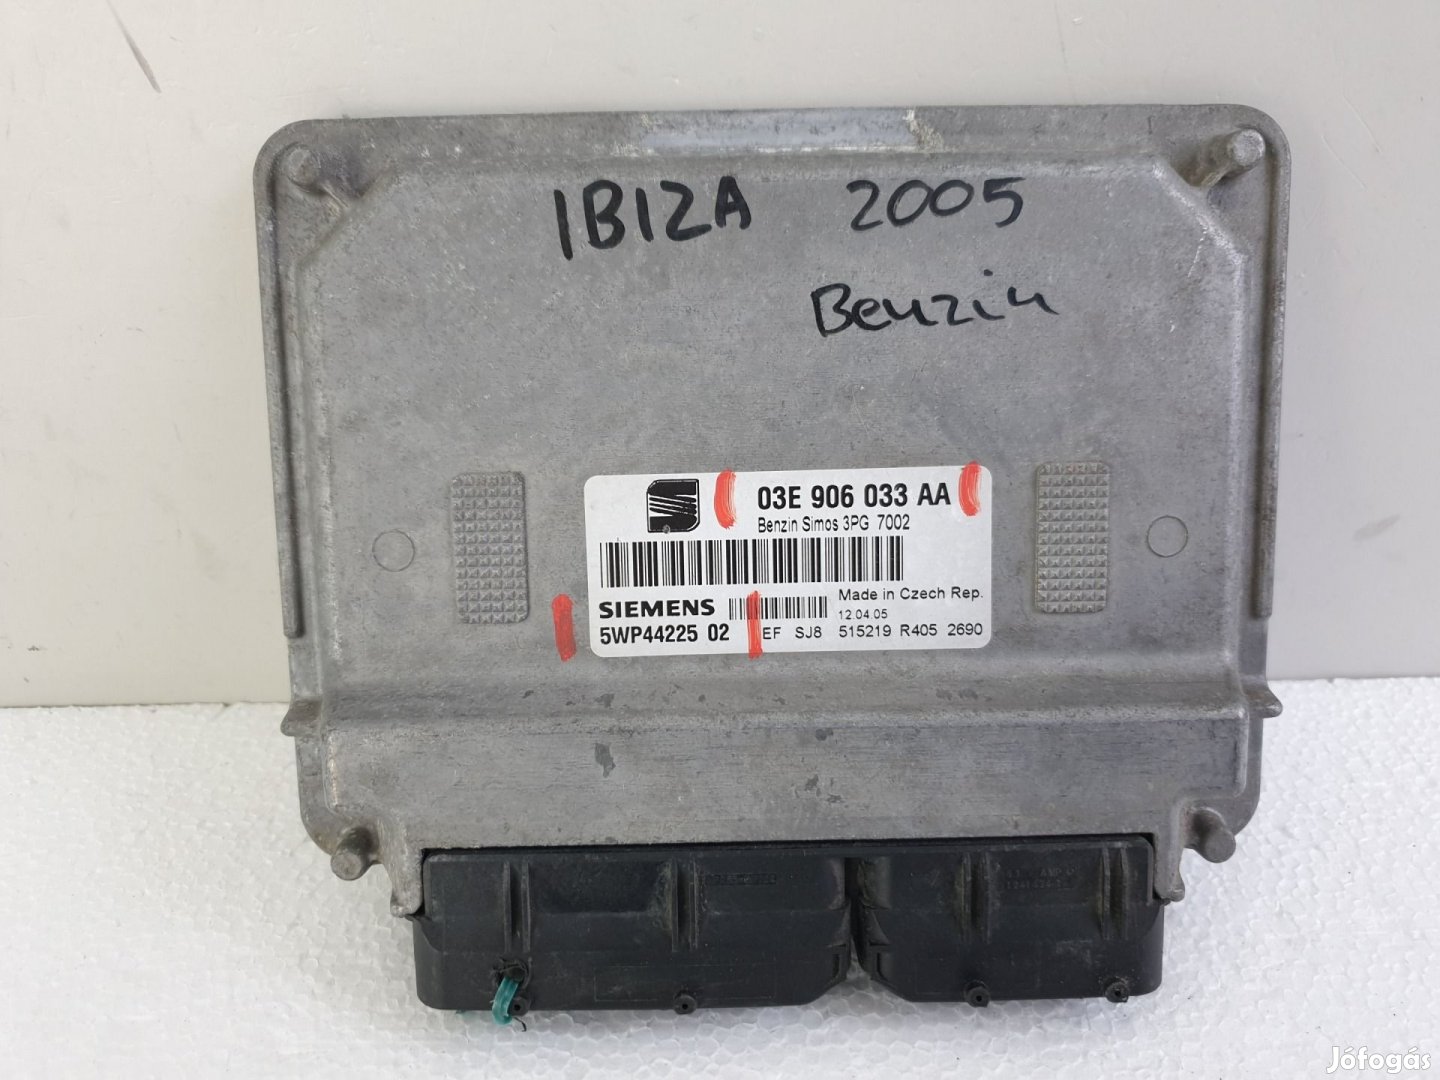 IBIZA 2005
Benzin
03E 906 033 AA
Benzin Simos 3PG 7002
SIEMENS
Made in Czech Rep.
12.04.05
5WP44225 02 EF SJ8 515219 R405 2690
Jófogás